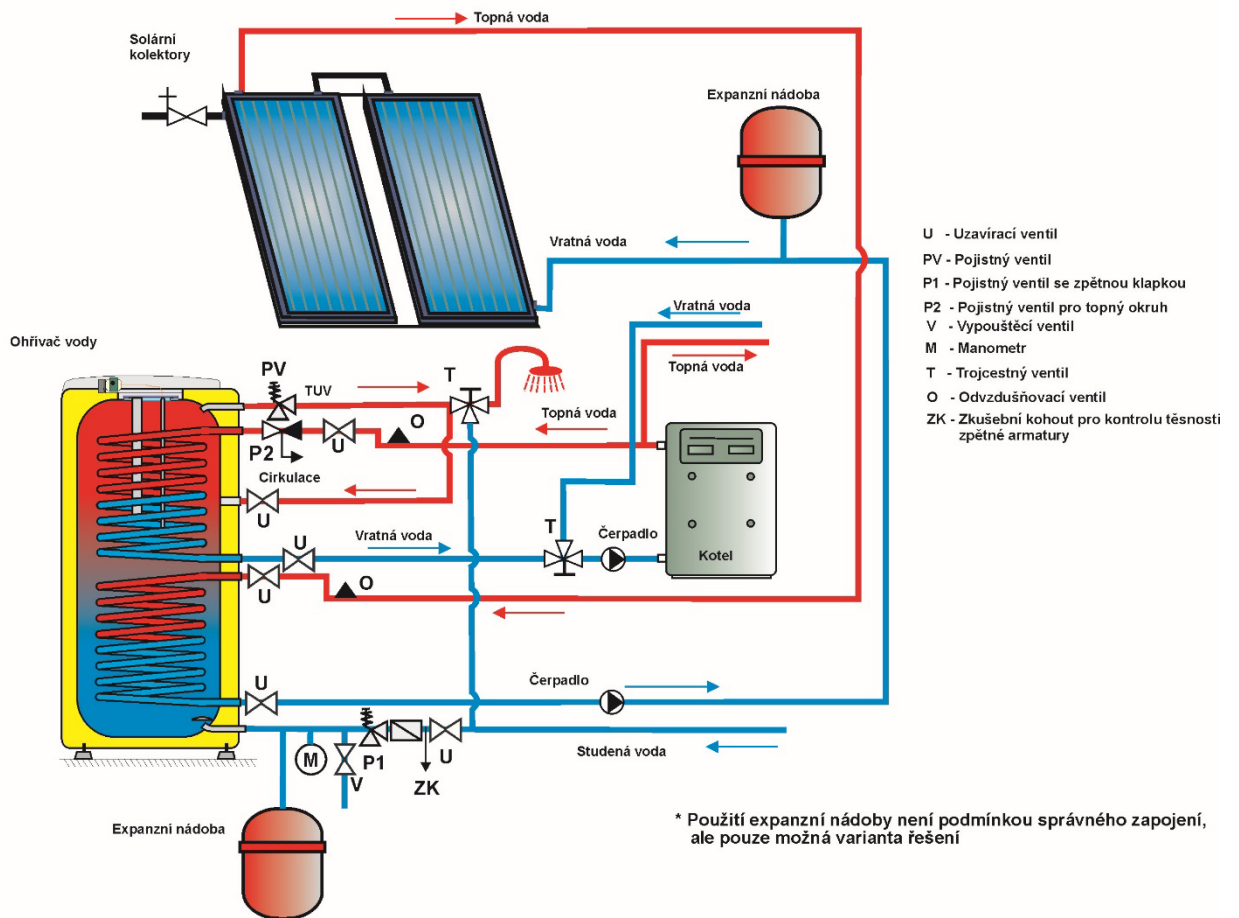 Topná voda
Solární
kolektory
Expanzní nádoba
Vratná voda
U - Uzavírací ventil
PV - Pojistný ventil
P1 - Pojistný ventil se zpětnou klapkou
P2 - Pojistný ventil pro topný okruh
V - Vypouštěcí ventil
M - Manometr
T - Trojcestný ventil
O - Odvzdušňovací ventil
ZK - Zkušební kohout pro kontrolu těsnosti
zpětné armatury
Vratná voda
Topná voda
Ohřívač vody
PV
TUV
T
Topná voda
O
U
P2
Cirkulace
U
U
Vratná voda
T
Čerpadlo
Kotel
U
O
U
Čerpadlo
M
V
P1
ZK
U
Studená voda
Expanzní nádoba
* Použití expanzní nádoby není podmínkou správného zapojení,
ale pouze možná varianta řešení